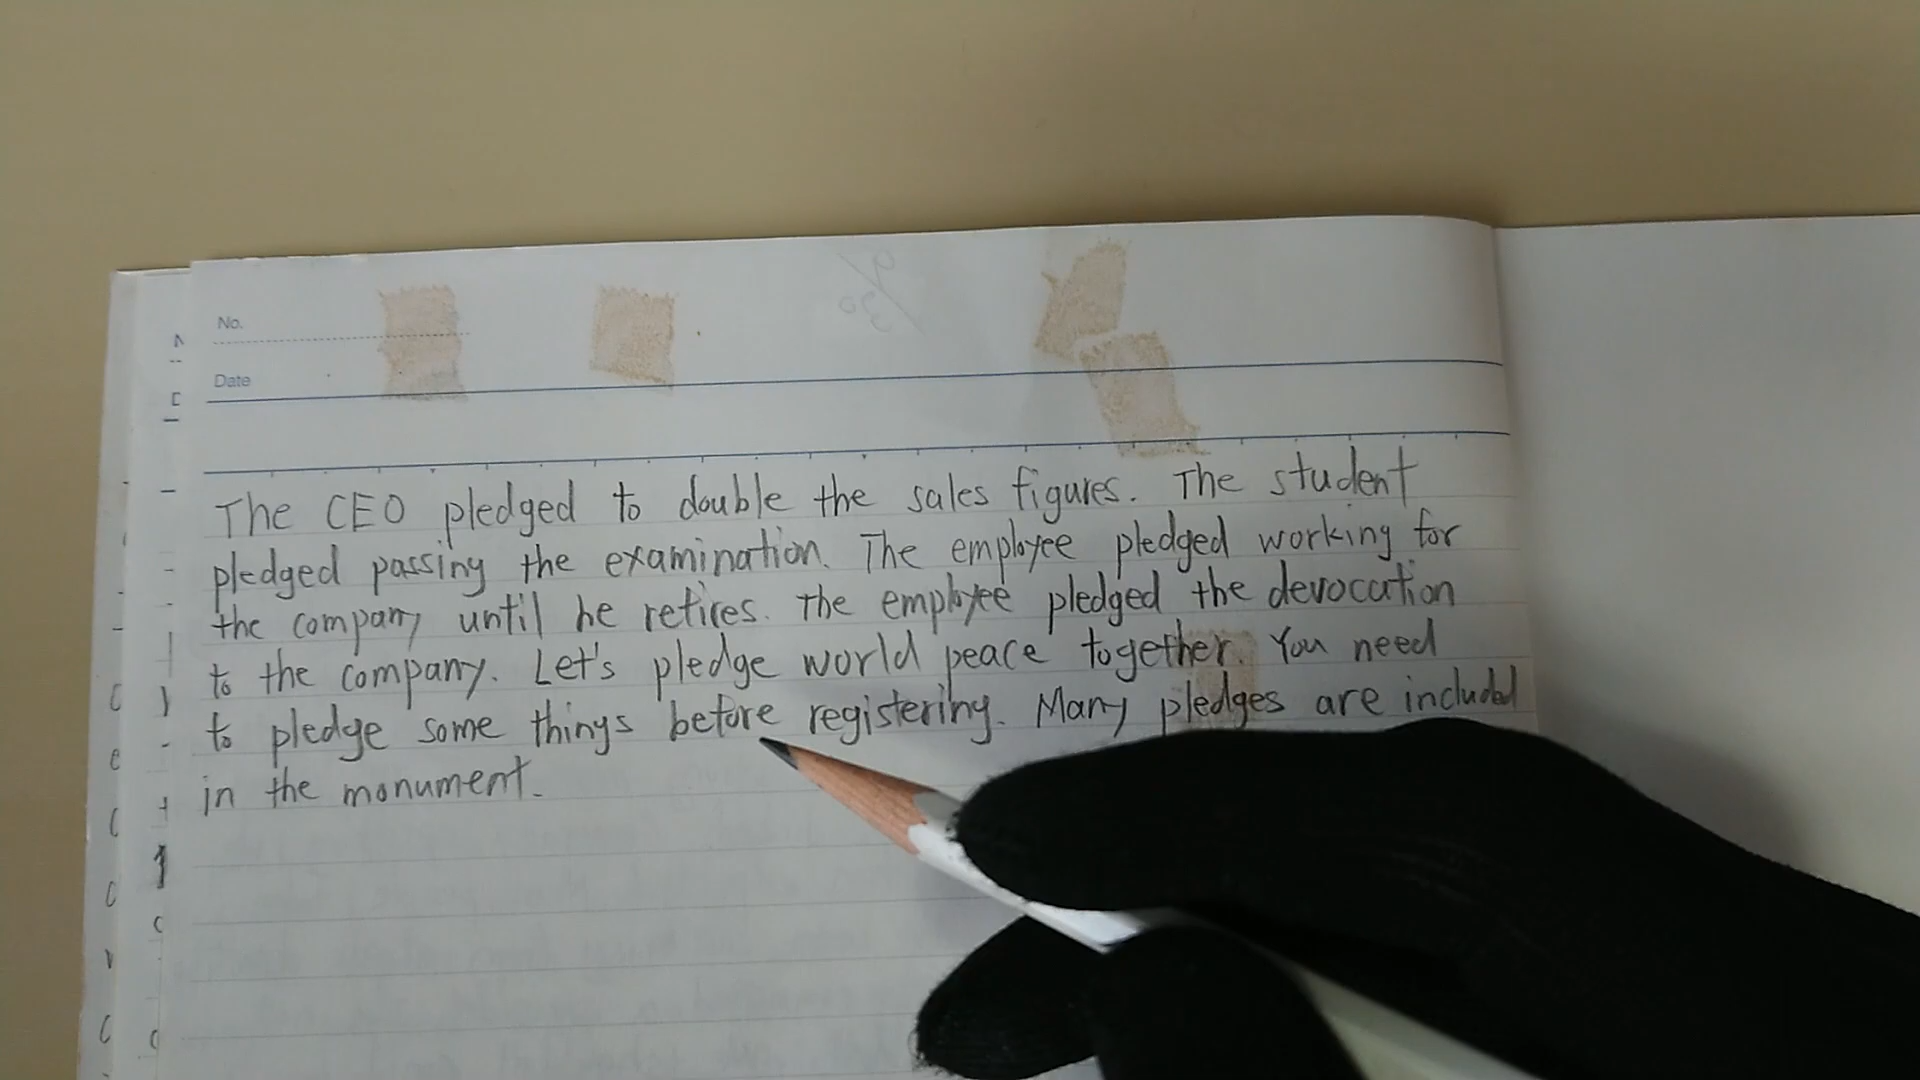 No.
Date
The CEO pledged to double the sales figures. The student
pledged passing the examination. The employee pledged working for
the company until he retires. The employee pledged the devocation
to the company. Let's pledge world peace together. You need
to pledge some things before registering. Many pledges are included
in the monument.